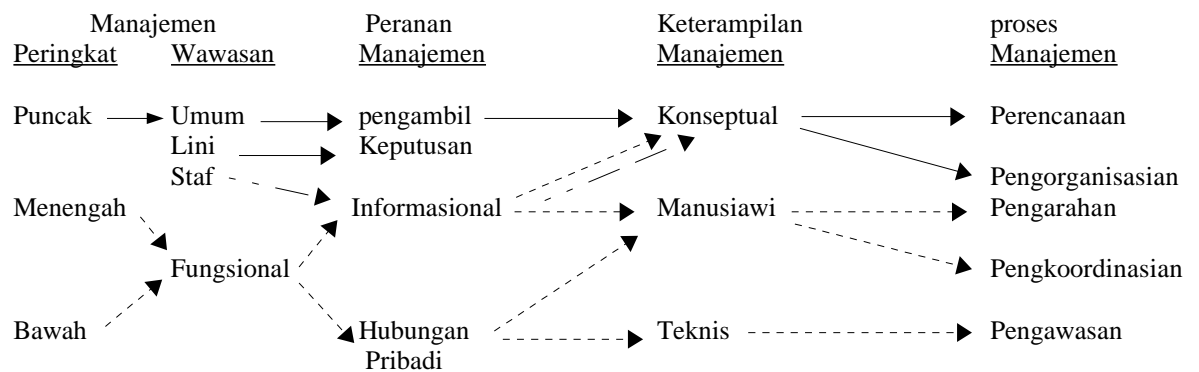 Manajemen Peranan Keterampilan proses
Peringkat Wawasan Manajemen Manajemen Manajemen
Puncak Umum pengambil Konseptual Perencanaan
Lini Keputusan
Staf Pengorganisasian
Menengah Informasional Manusiawi Pengarahan
Fungsional Pengkoordinasian
Bawah Hubungan Teknis Pengawasan
Pribadi